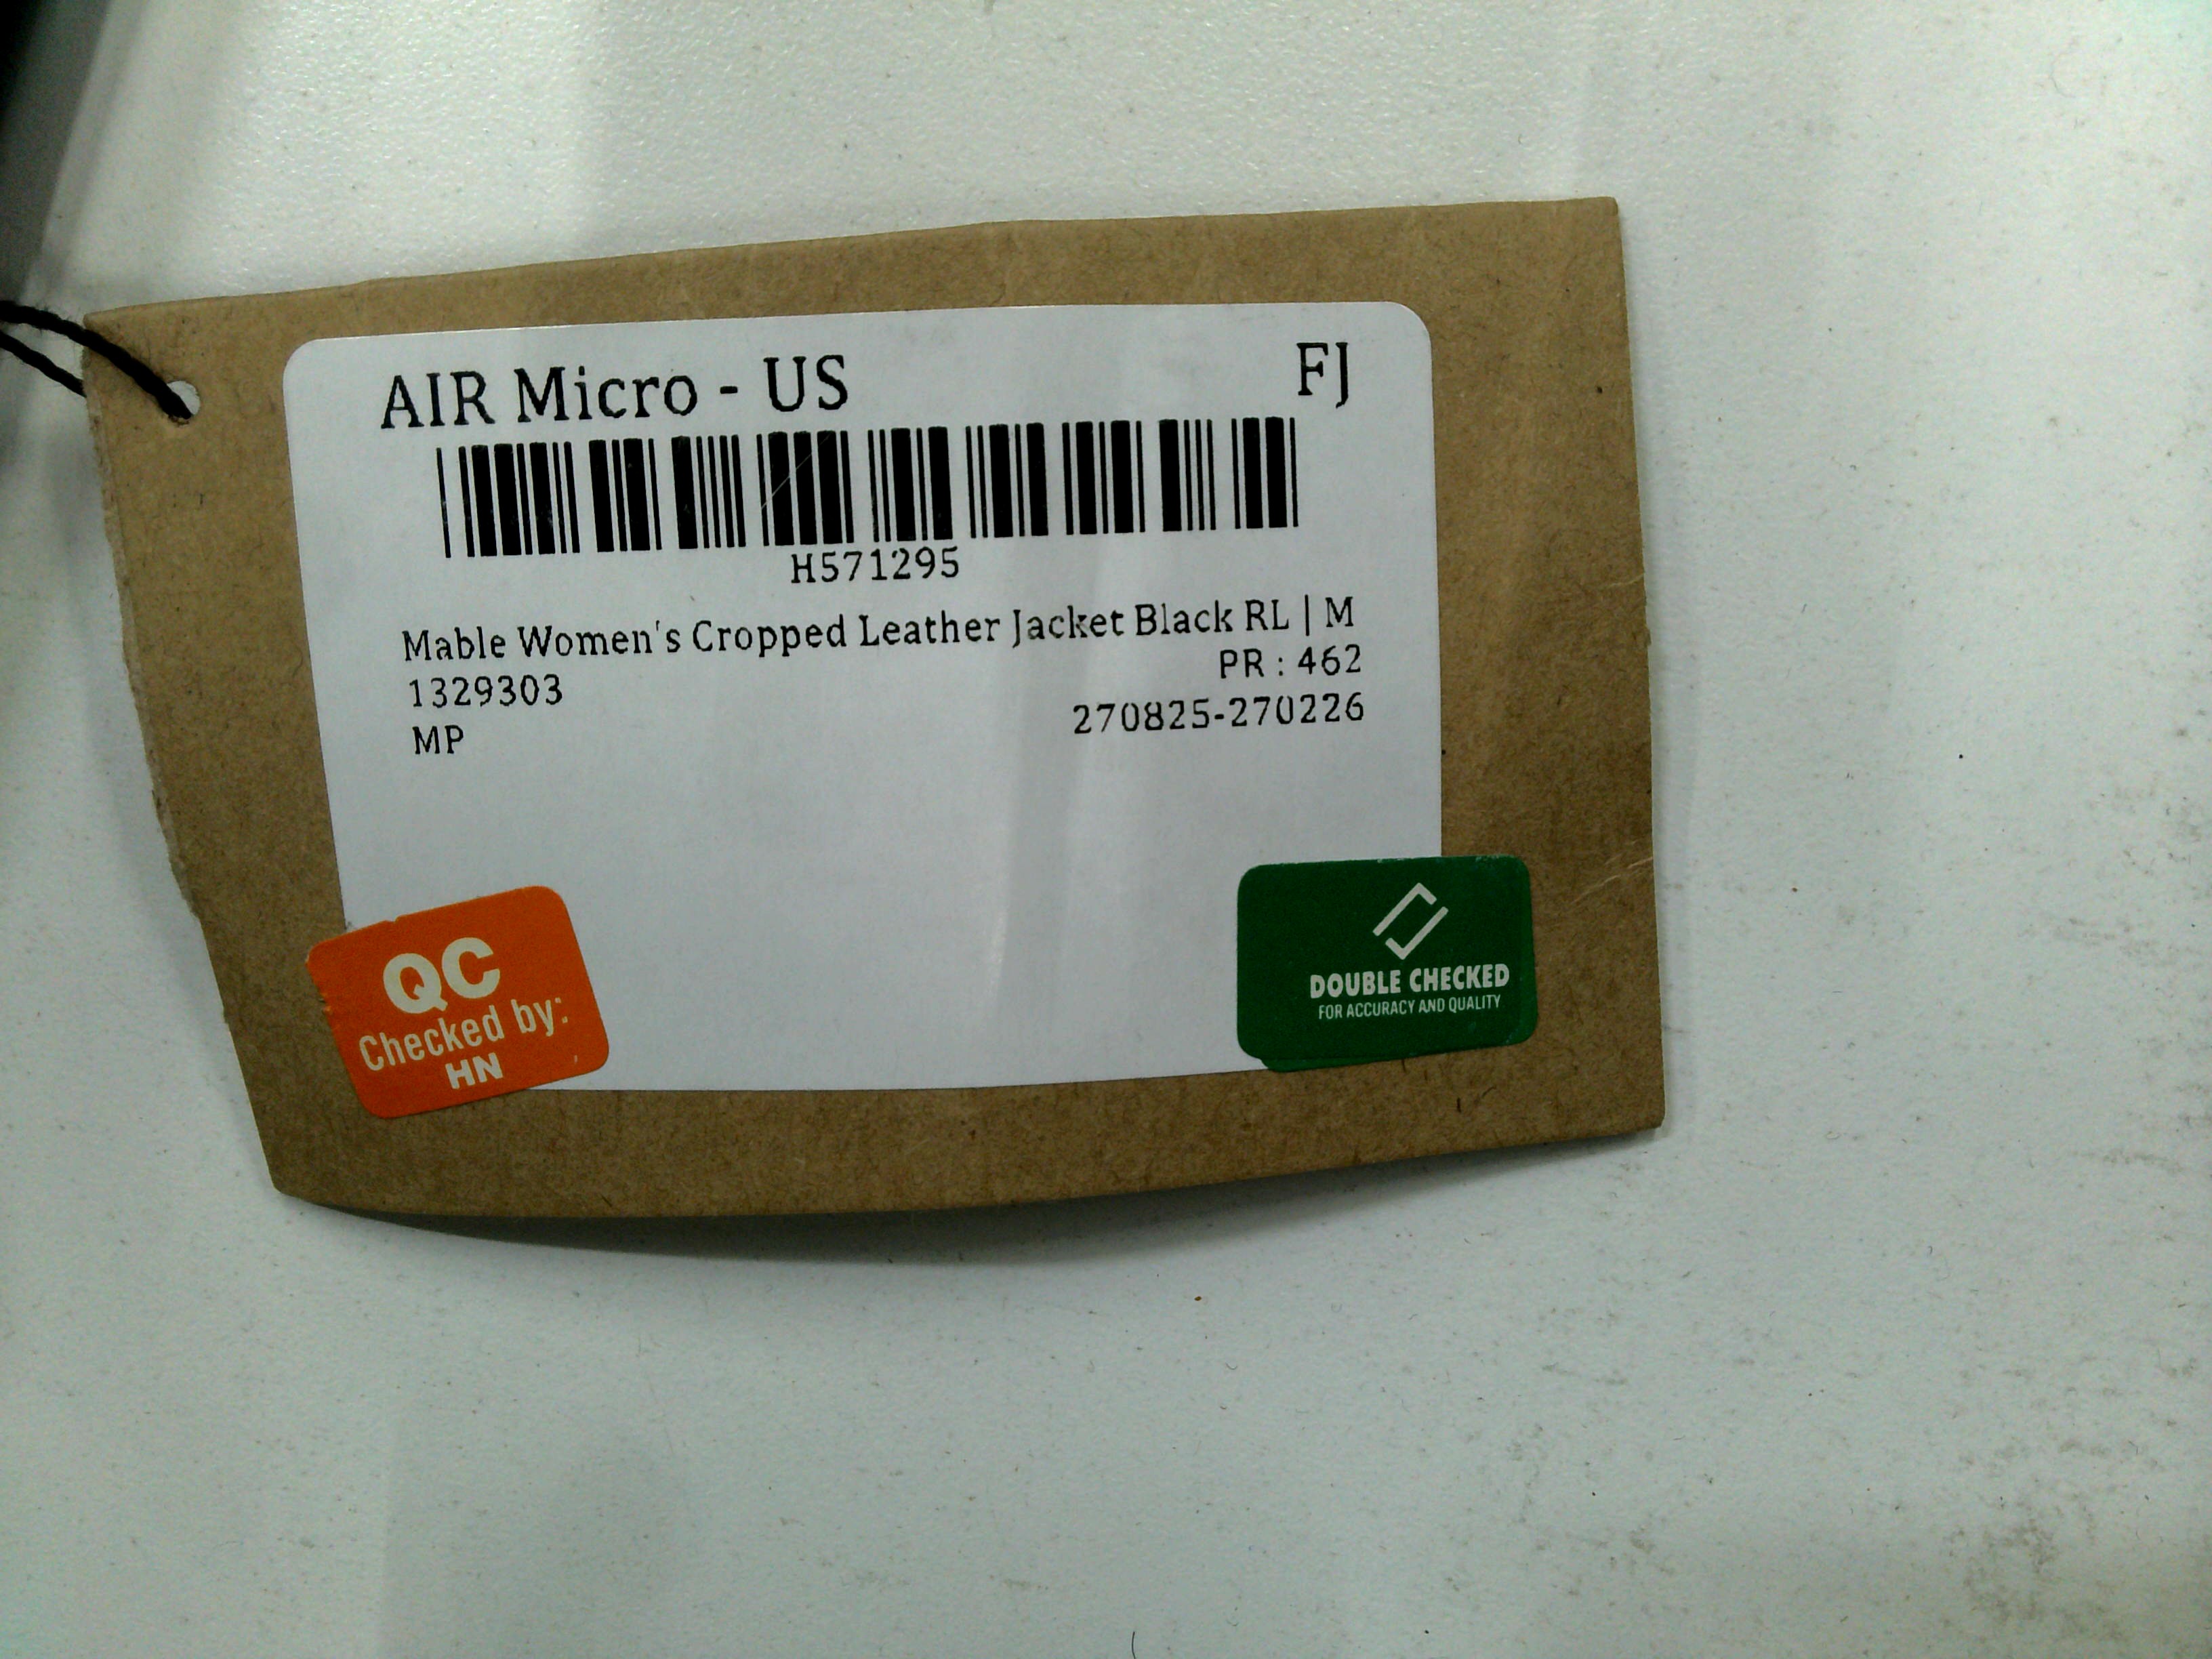 AIR Micro - US FJ
H571295
Mable Women's Cropped Leather Jacket Black RL | M
1329303 PR : 462
MP 270825-270226
QC
Checked by:
HN
DOUBLE CHECKED
FOR ACCURACY AND QUALITY